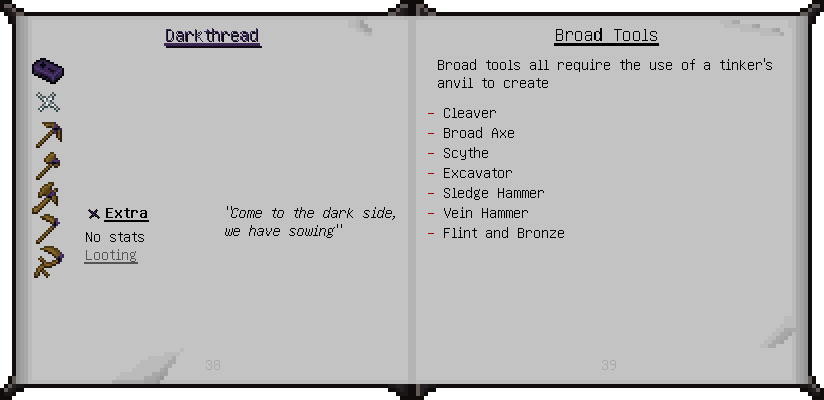 Darkthread
Extra
No stats
Looting
"Come to the dark side,
we have sowing"
38
Broad Tools
Broad tools all require the use of a tinker's
anvil to create
- Cleaver
- Broad Axe
- Scythe
- Excavator
- Sledge Hammer
- Vein Hammer
- Flint and Bronze
39